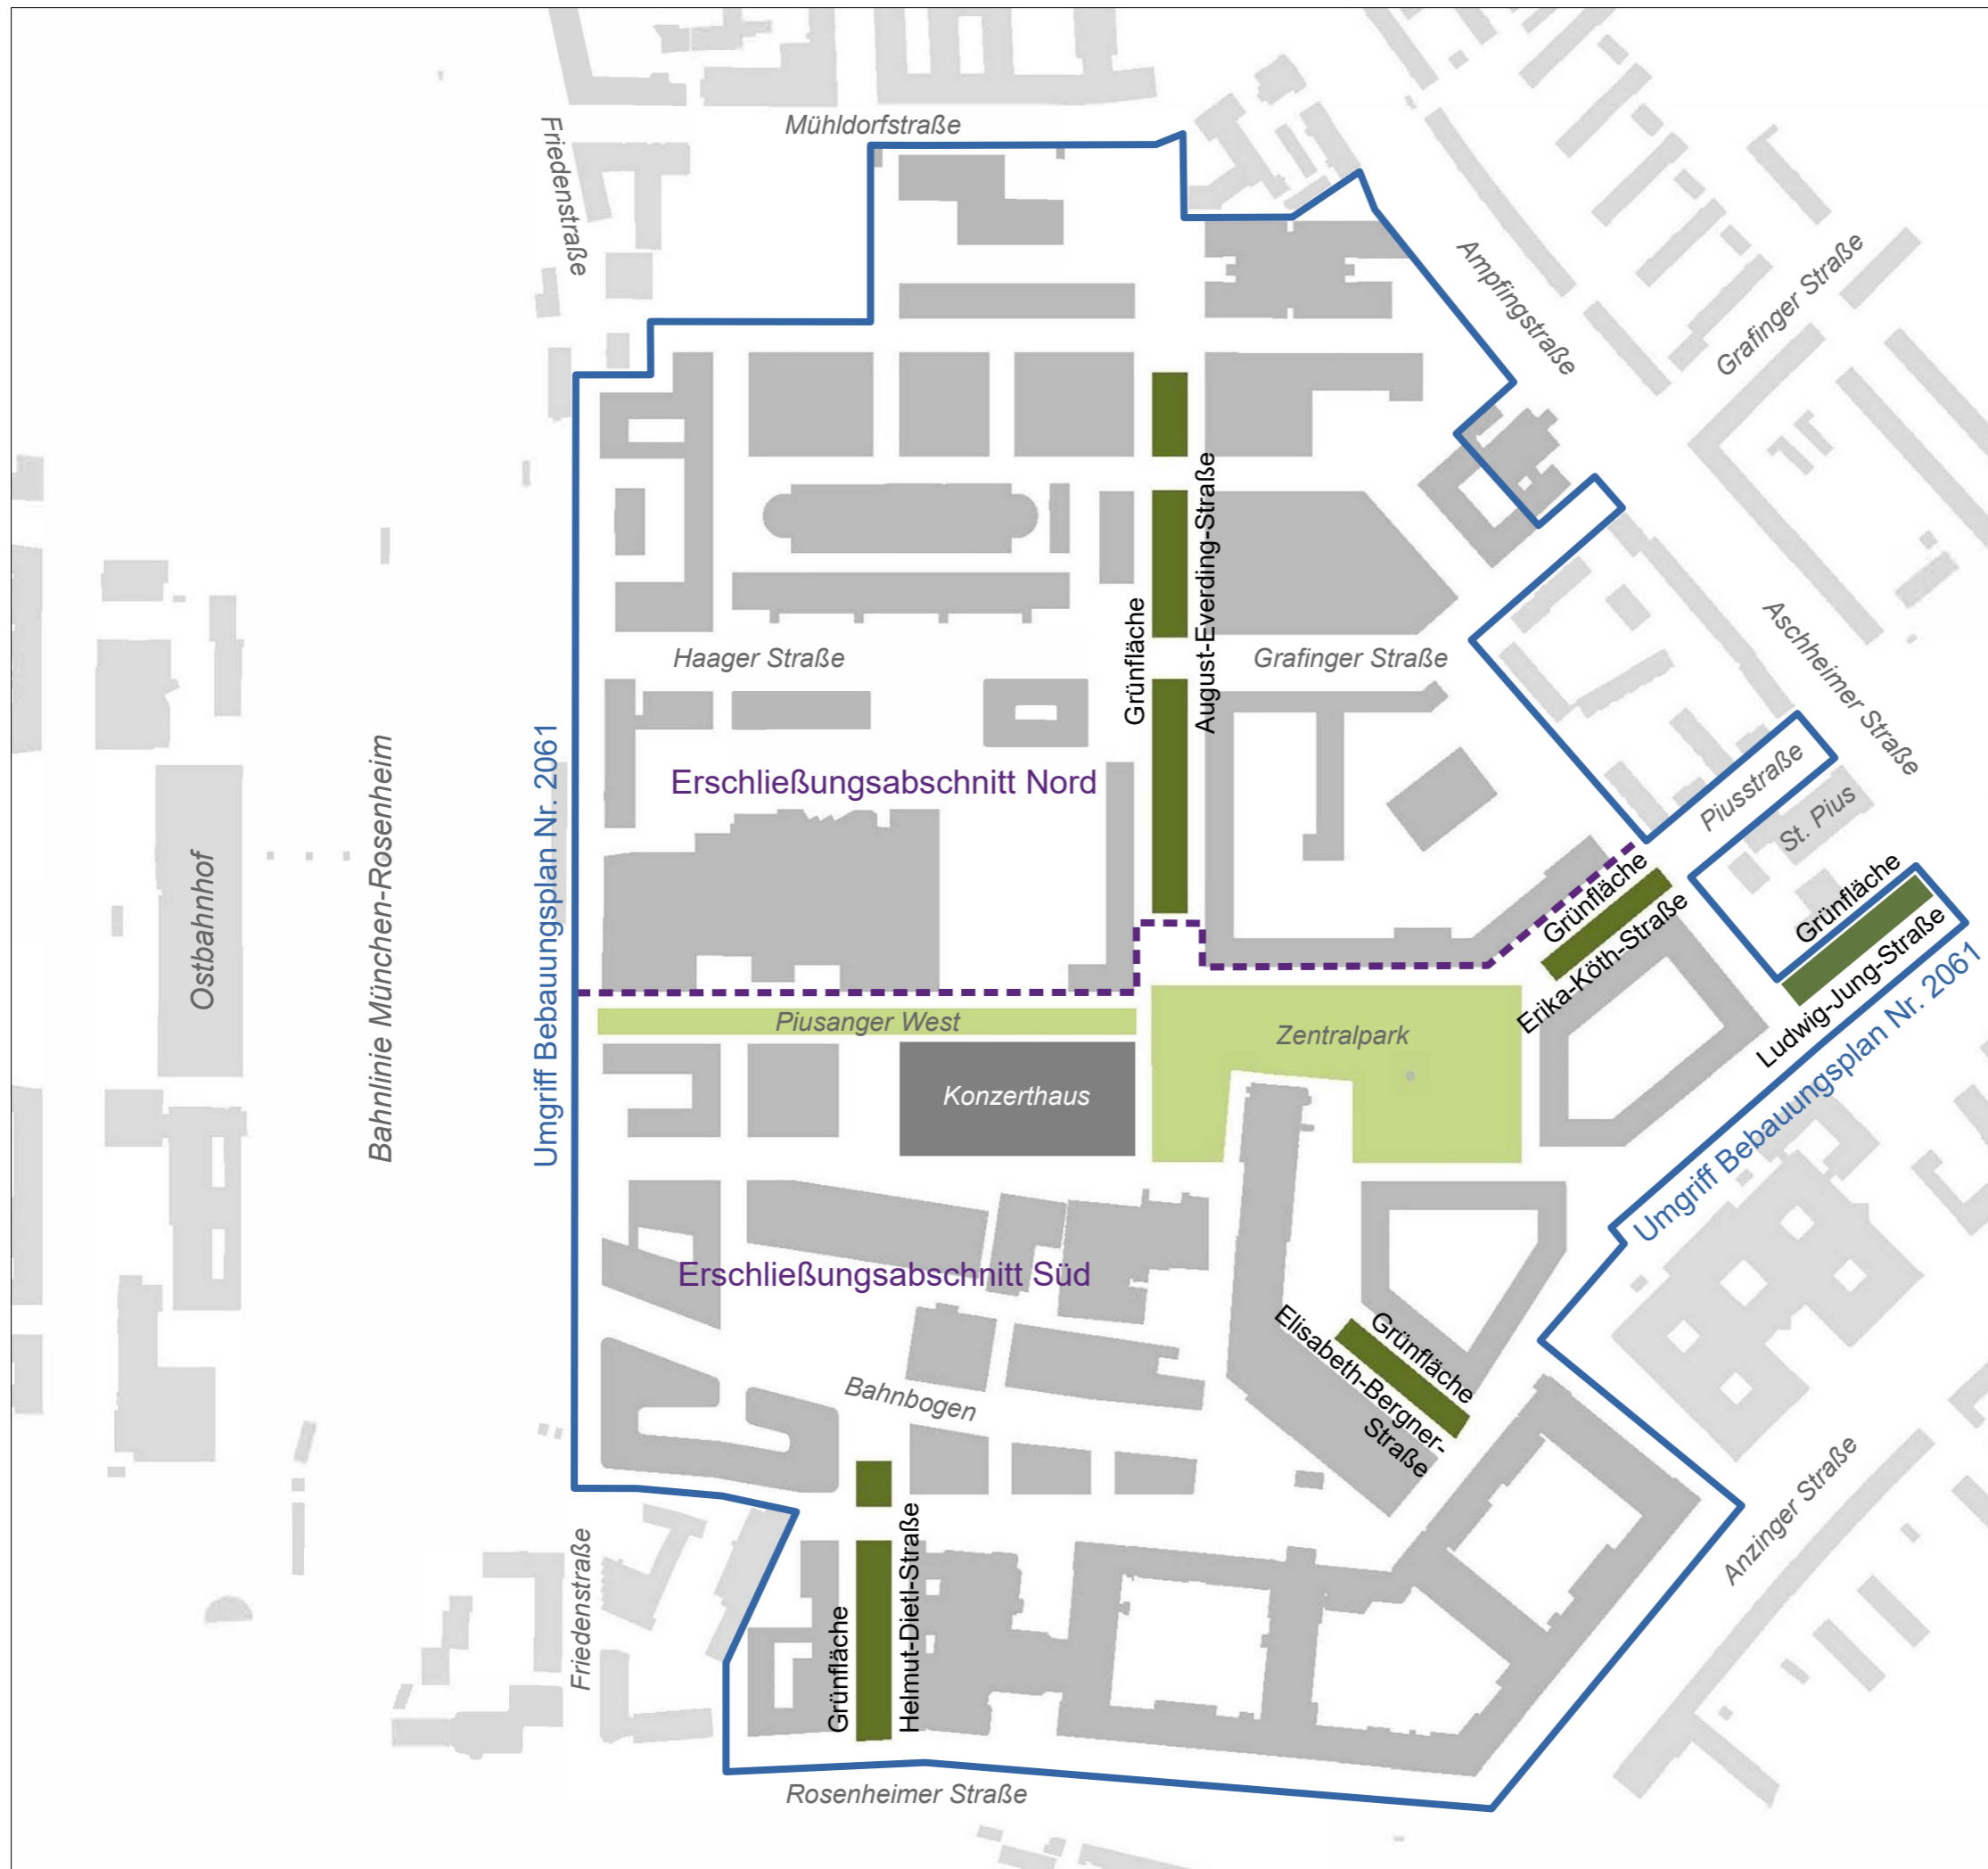 Mühldorfstraße
Friedenstraße
Ampfingstraße
Grafinger Straße
Grünfläche
August-Everding-Straße
Haager Straße
Grafinger Straße
Aschheimer Straße
Piusstraße
St. Pius
Erschließungsabschnitt Nord
Umgriff Bebauungsplan Nr. 2061
Ostbahnhof
Bahnlinie München-Rosenheim
Grünfläche
Erika-Köth-Straße
Grünfläche
Ludwig-Jung-Straße
Umgriff Bebauungsplan Nr. 2061
Piusanger West
Zentralpark
Konzerthaus
Erschließungsabschnitt Süd
Grünfläche
Elisabeth-Bergner-
Straße
Bahnbogen
Anzinger Straße
Friedenstraße
Grünfläche
Helmut-Dietl-Straße
Rosenheimer Straße